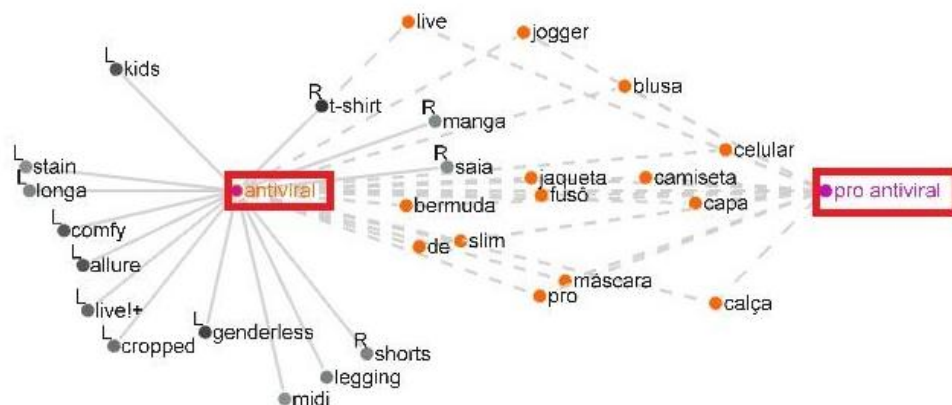 live
jogger
L kids
blusa
R t-shirt
R manga
celular
L stain
R saia
jaqueta
camiseta
L longa
antiviral
fusô
pro antiviral
bermuda
capa
L comfy
de
slim
L allure
máscara
pro
L live!+
calça
L cropped
L genderless
R shorts
legging
midi